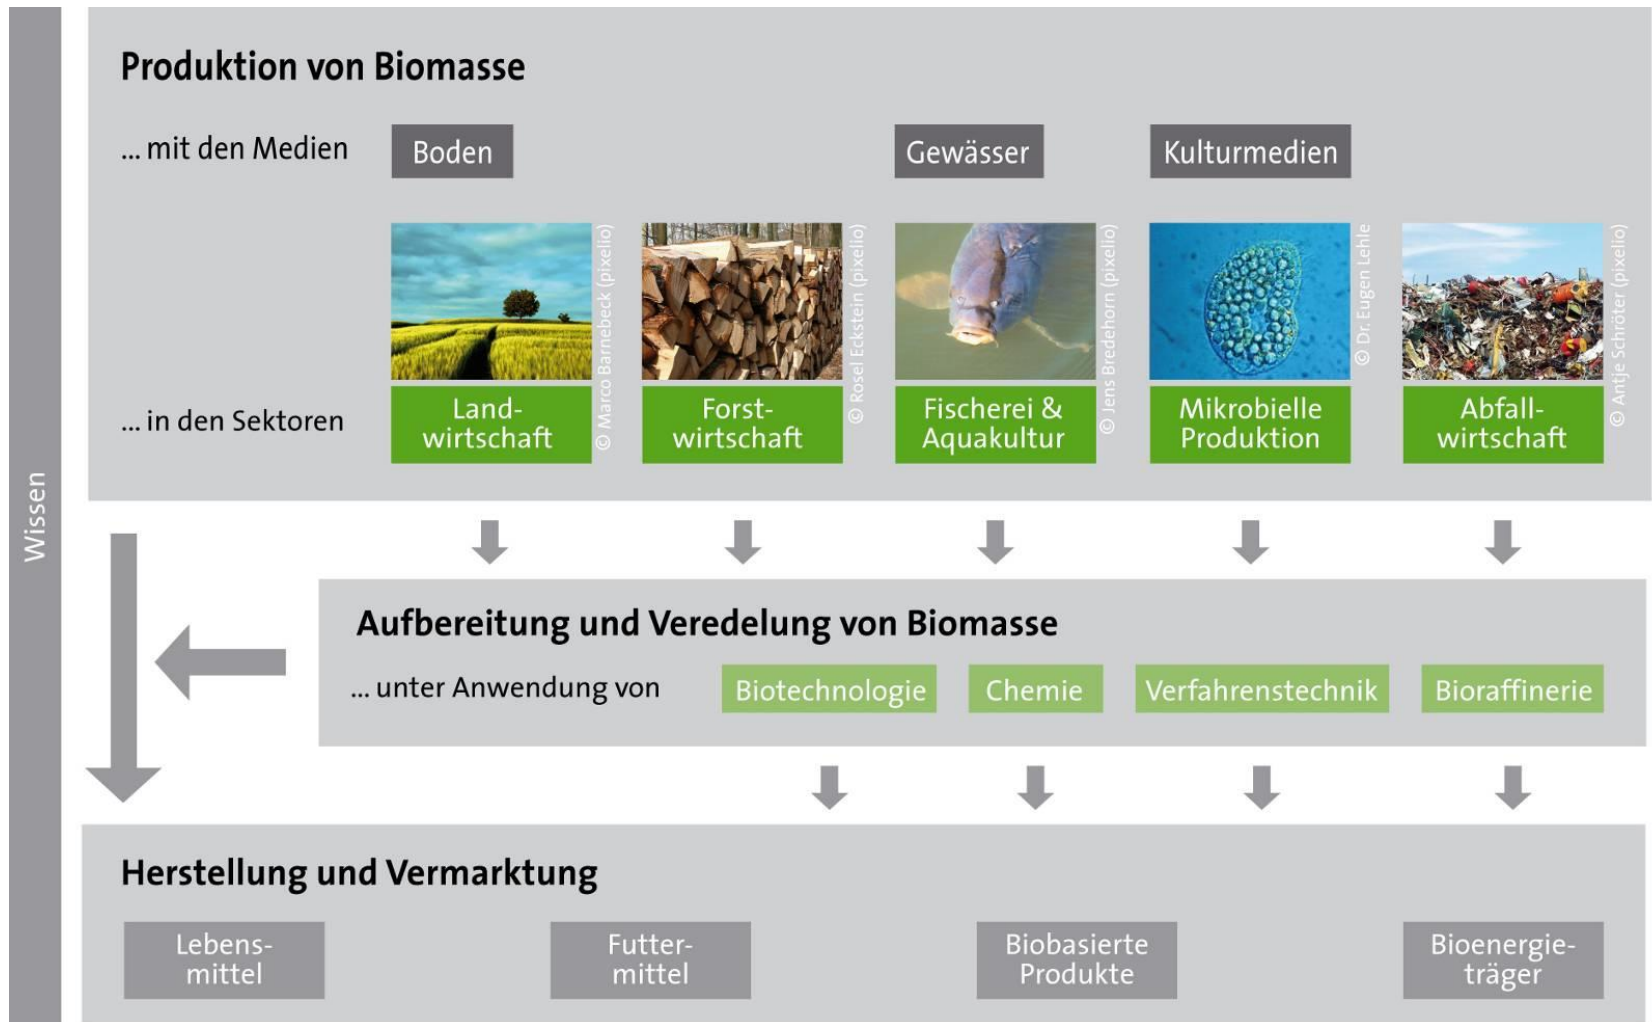 Wissen
Produktion von Biomasse
... mit den Medien
Boden
Gewässer
Kulturmedien
© Marco Barnebeck (pixelio)
© Rosel Eckstein (pixelio)
© Jens Bredehorn (pixelio)
© Dr. Eugen Lehle
© Antje Schröter (pixelio)
... in den Sektoren
Land-
wirtschaft
Forst-
wirtschaft
Fischerei &
Aquakultur
Mikrobielle
Produktion
Abfall-
wirtschaft
Aufbereitung und Veredelung von Biomasse
... unter Anwendung von
Biotechnologie
Chemie
Verfahrenstechnik
Bioraffinerie
Herstellung und Vermarktung
Lebens-
mittel
Futter-
mittel
Biobasierte
Produkte
Bioenergie-
träger